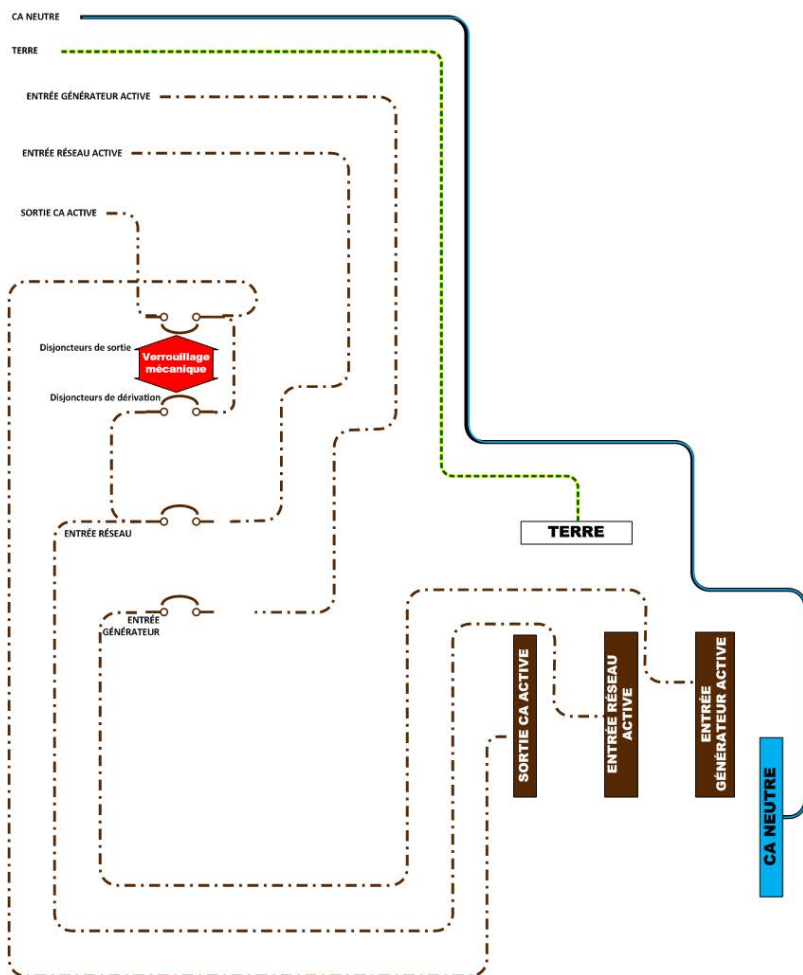 CA NEUTRE
TERRE
ENTRÉE GÉNÉRATEUR ACTIVE
ENTRÉE RÉSEAU ACTIVE
SORTIE CA ACTIVE
Disjoncteurs de sortie
Verrouillage
mécanique
Disjoncteurs de dérivation
ENTRÉE RÉSEAU
TERRE
ENTRÉE
GÉNÉRATEUR
SORTIE CA ACTIVE
ENTRÉE RÉSEAU
ACTIVE
ENTRÉE
GÉNÉRATEUR ACTIVE
CA NEUTRE